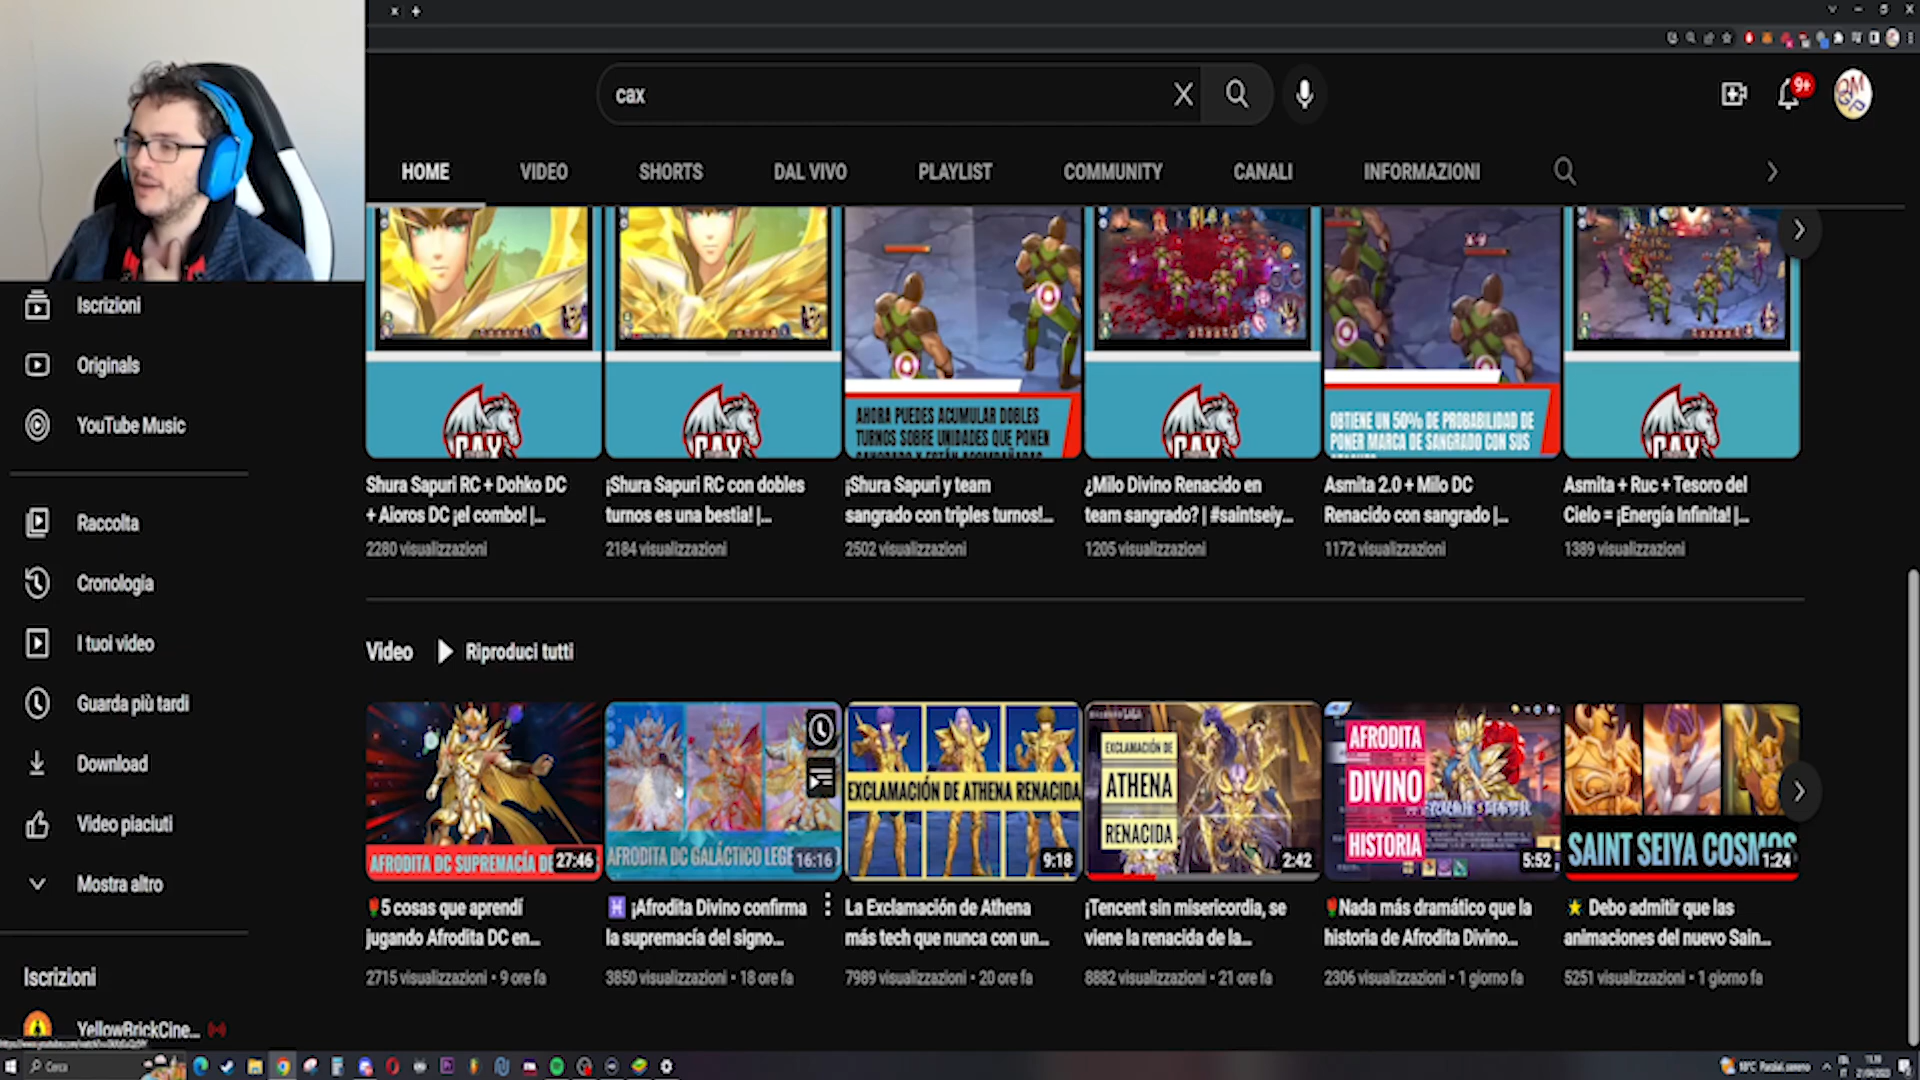 cax
9+
HOME VIDEO SHORTS DAL VIVO PLAYLIST COMMUNITY CANALI INFORMAZIONI
Iscrizioni
Originals
YouTube Music
Raccolta
Cronologia
I tuoi video
Guarda più tardi
Download
Video piaciuti
Mostra altro
Iscrizioni
YellowBrickCine...
CAX
CAX
AHORA PUEDES ACUMULAR DOBLES
TURNOS SOBRE UNIDADES QUE PONEN
SANGRADO Y ESTÁN ACOMPAÑADAS
CAX
OBTIENE UN 50% DE PROBABILIDAD DE
PONER MARCA DE SANGRADO CON SUS
CAX
Shura Sapuri RC + Dohko DC
+ Aioros DC ¡el combo! |...
2280 visualizzazioni
¡Shura Sapuri RC con dobles
turnos es una bestia! |...
2184 visualizzazioni
¡Shura Sapuri y team
sangrado con triples turnos!...
2502 visualizzazioni
¿Milo Divino Renacido en
team sangrado? | #saintseiy...
1205 visualizzazioni
Asmita 2.0 + Milo DC
Renacido con sangrado |...
1172 visualizzazioni
Asmita + Ruc + Tesoro del
Cielo = ¡Energía Infinita! |...
1389 visualizzazioni
Video Riproduci tutti
AFRODITA DC SUPREMACÍA DE
27:46
AFRODITA DC GALÁCTICO LEGE
16:16
EXCLAMACIÓN DE ATHENA RENACIDA
9:18
EXCLAMACIÓN DE
ATHENA
RENACIDA
2:42
AFRODITA
DIVINO
HISTORIA
5:52
SAINT SEIYA COSMOS
1:24
🌹5 cosas que aprendí
jugando Afrodita DC en...
2715 visualizzazioni • 9 ore fa
♓ ¡Afrodita Divino confirma
la supremacía del signo...
3850 visualizzazioni • 18 ore fa
La Exclamación de Athena
más tech que nunca con un...
7989 visualizzazioni • 20 ore fa
¡Tencent sin misericordia, se
viene la renacida de la...
8882 visualizzazioni • 21 ore fa
🌹Nada más dramático que la
historia de Afrodita Divino...
2306 visualizzazioni • 1 giorno fa
⭐ Debo admitir que las
animaciones del nuevo Sain...
5251 visualizzazioni • 1 giorno fa
Cerca